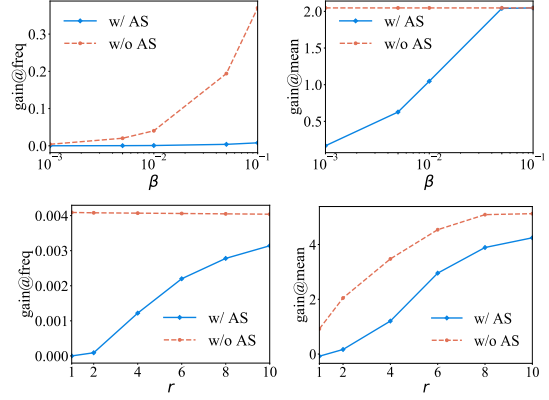 w/ AS
w/o AS
gain@freq
0.3
0.2
0.1
0.0
10⁻³
10⁻²
10⁻¹
β
w/ AS
w/o AS
gain@mean
2.0
1.5
1.0
0.5
10⁻³
10⁻²
10⁻¹
β
gain@freq
0.004
0.003
0.002
0.001
0.000
w/ AS
w/o AS
1 2 4 6 8 10
r
gain@mean
4
2
0
w/ AS
w/o AS
1 2 4 6 8 10
r